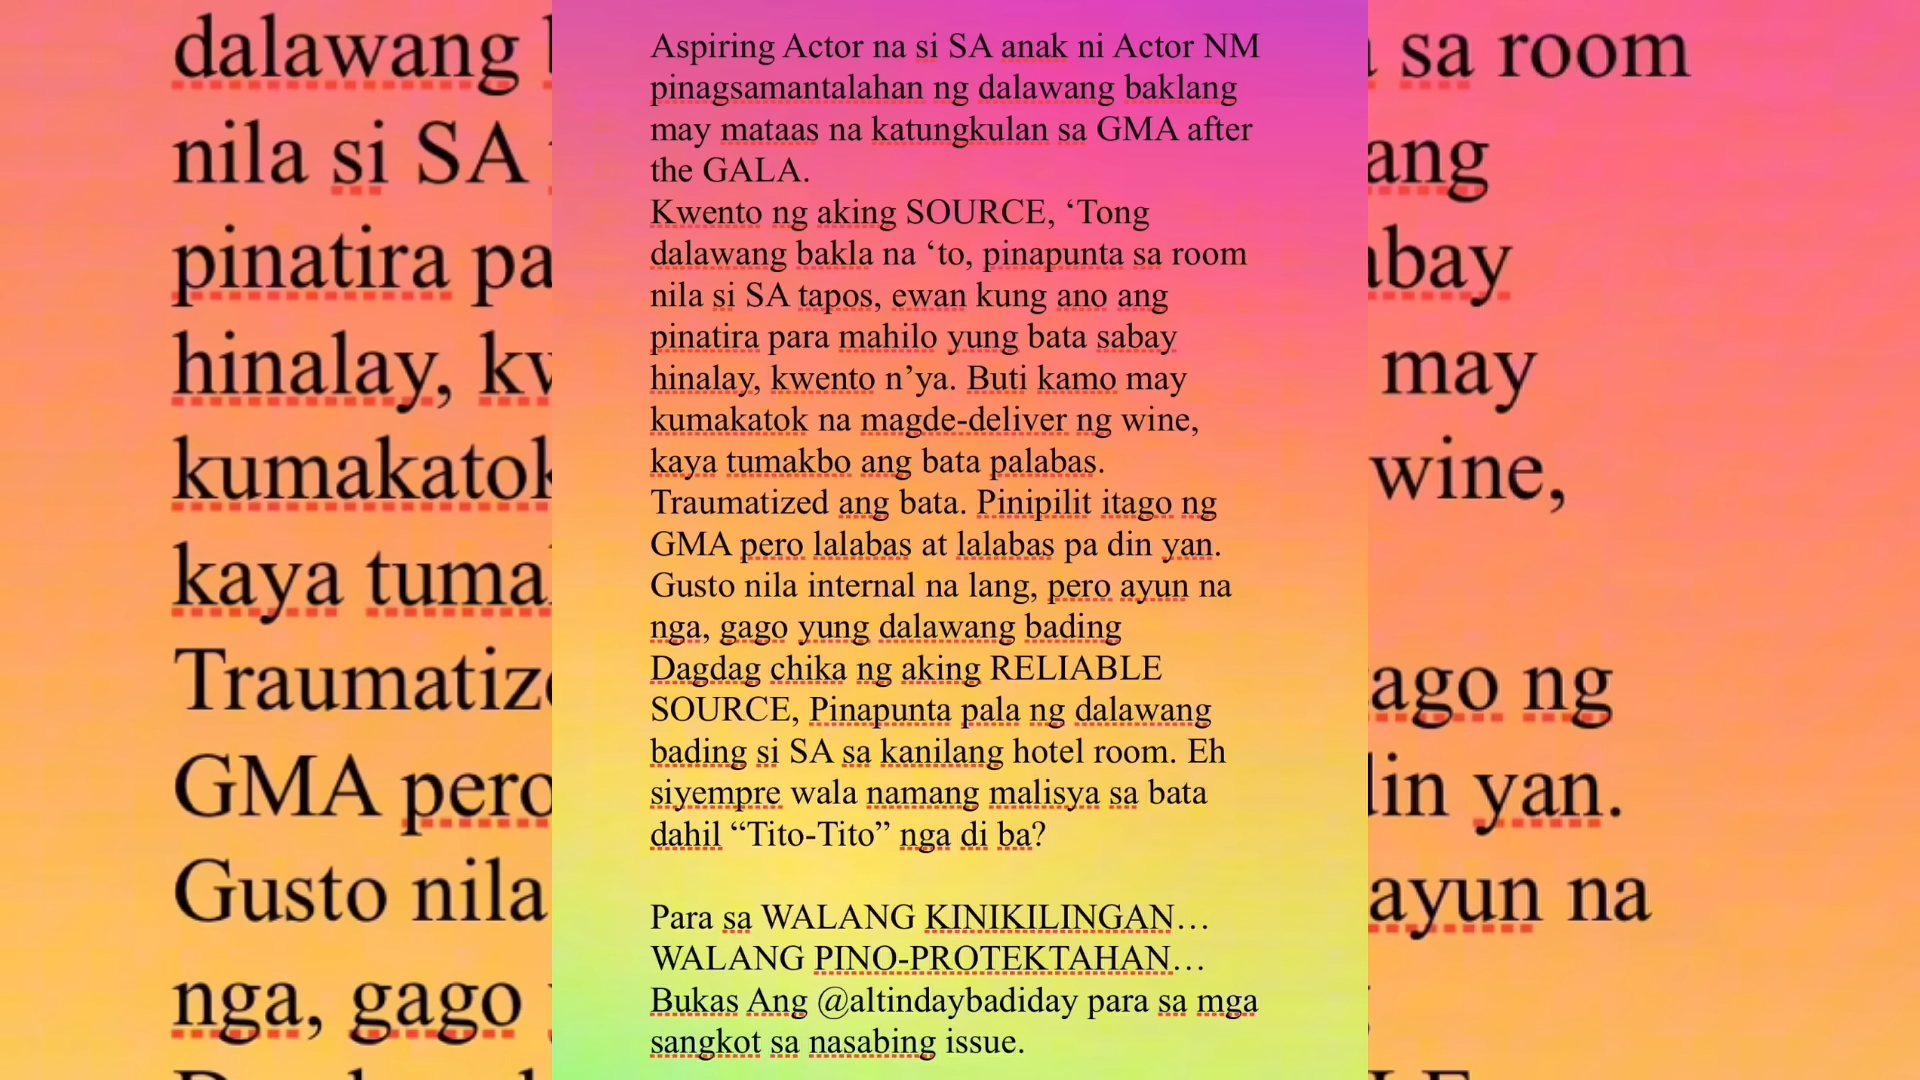 Aspiring Actor na si SA anak ni Actor NM
pinagsamantalahan ng dalawang baklang
may mataas na katungkulan sa GMA after
the GALA.
Kwento ng aking SOURCE, ‘Tong
dalawang bakla na ‘to, pinapunta sa room
nila si SA tapos, ewan kung ano ang
pinatira para mahilo yung bata sabay
hinalay, kwento n’ya. Buti kamo may
kumakatok na magde-deliver ng wine,
kaya tumakbo ang bata palabas.
Traumatized ang bata. Pinipilit itago ng
GMA pero lalabas at lalabas pa din yan.
Gusto nila internal na lang, pero ayun na
nga, gago yung dalawang bading
Dagdag chika ng aking RELIABLE
SOURCE, Pinapunta pala ng dalawang
bading si SA sa kanilang hotel room. Eh
siyempre wala namang malisya sa bata
dahil “Tito-Tito” nga di ba?
Para sa WALANG KINIKILINGAN…
WALANG PINO-PROTEKTAHAN…
Bukas Ang @altindaybadiday para sa mga
sangkot sa nasabing issue.